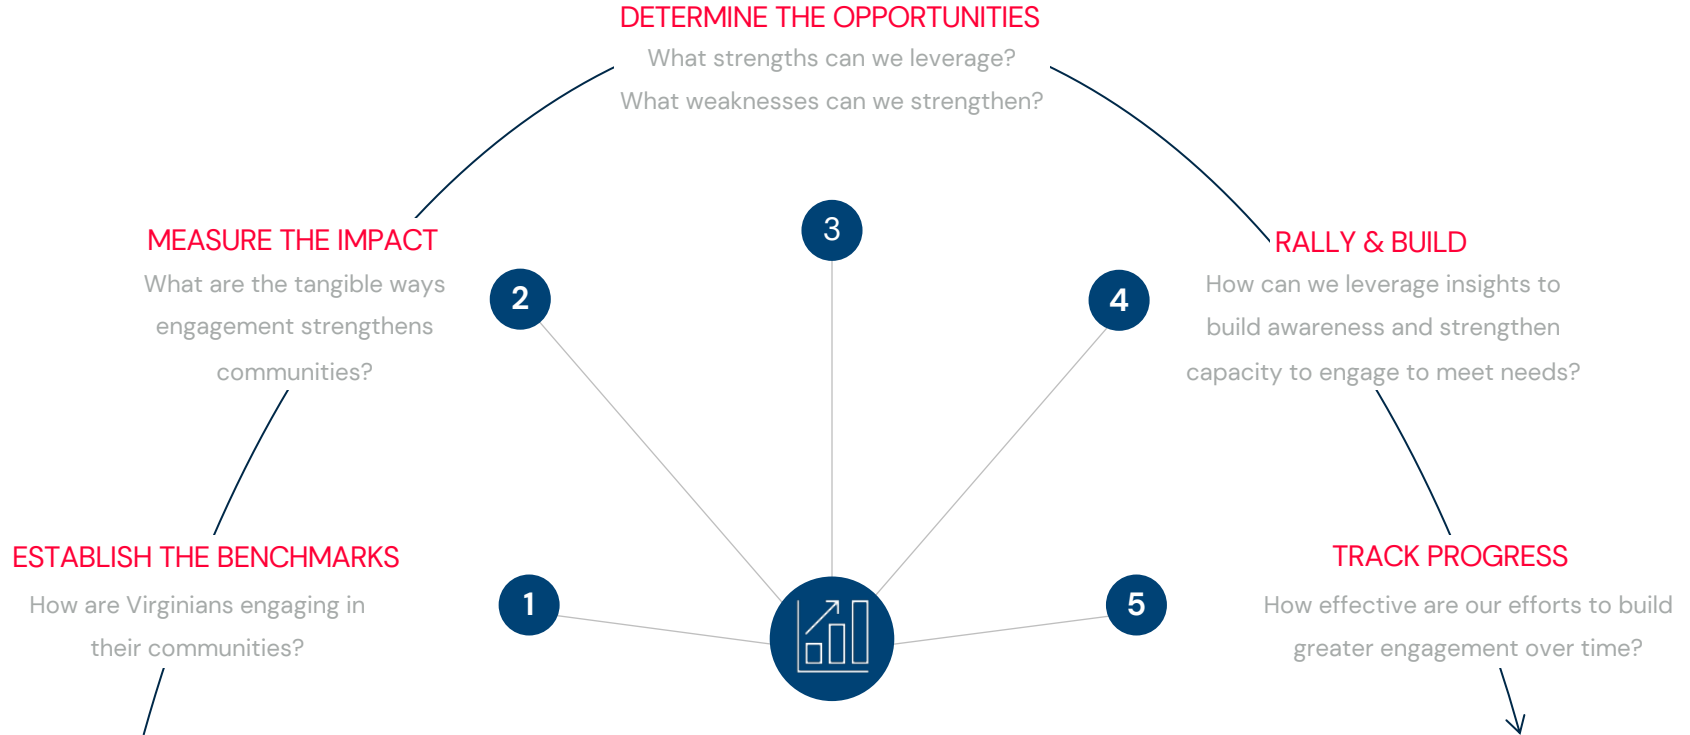 DETERMINE THE OPPORTUNITIES
What strengths can we leverage?
What weaknesses can we strengthen?
3
MEASURE THE IMPACT
What are the tangible ways
engagement strengthens
communities?
2
4
RALLY & BUILD
How can we leverage insights to
build awareness and strengthen
capacity to engage to meet needs?
ESTABLISH THE BENCHMARKS
How are Virginians engaging in
their communities?
1
5
TRACK PROGRESS
How effective are our efforts to build
greater engagement over time?